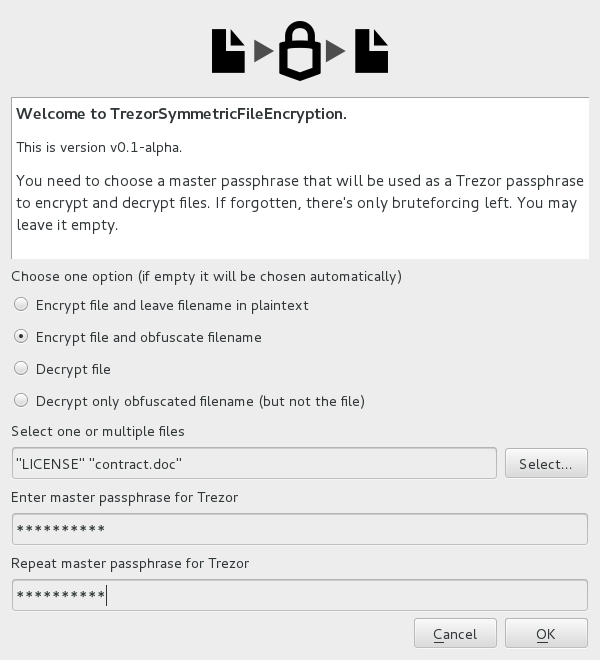 Welcome to TrezorSymmetricFileEncryption.
This is version v0.1-alpha.
You need to choose a master passphrase that will be used as a Trezor passphrase
to encrypt and decrypt files. If forgotten, there's only bruteforcing left. You may
leave it empty.
Choose one option (if empty it will be chosen automatically)
Encrypt file and leave filename in plaintext
Encrypt file and obfuscate filename
Decrypt file
Decrypt only obfuscated filename (but not the file)
Select one or multiple files
"LICENSE" "contract.doc"
Select...
Enter master passphrase for Trezor
**********
Repeat master passphrase for Trezor
**********
Cancel
OK